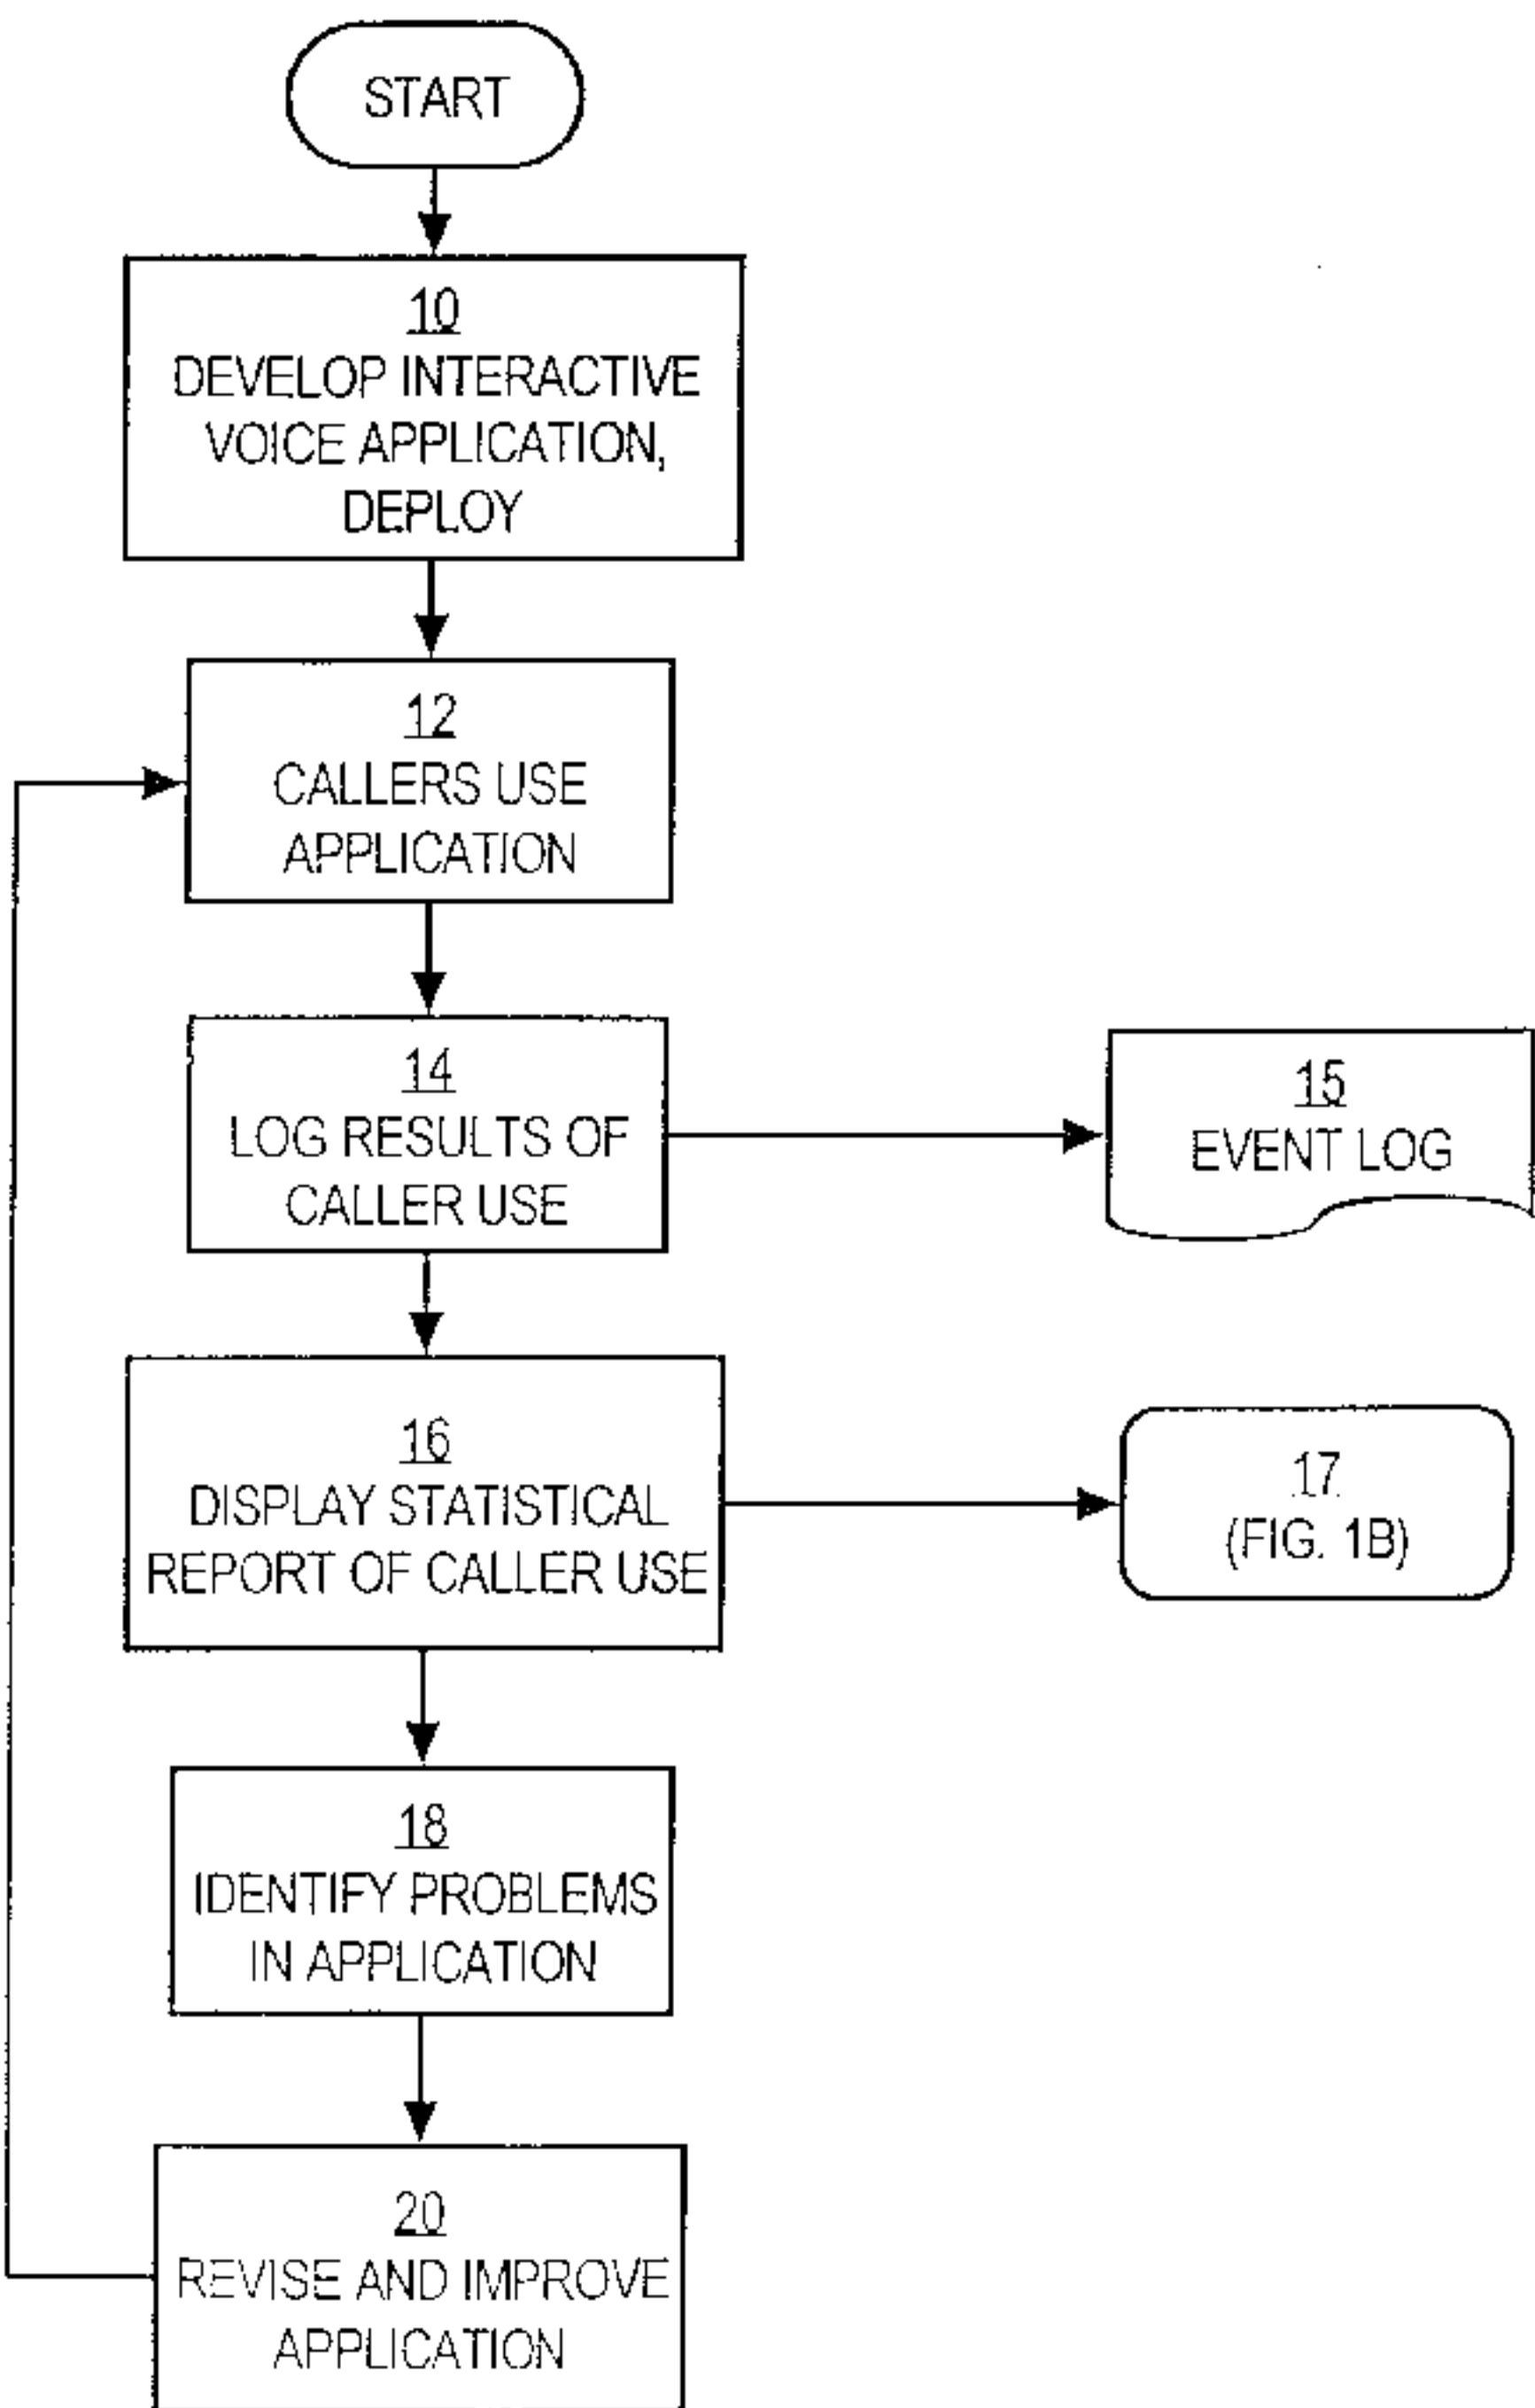 START
10
DEVELOP INTERACTIVE
VOICE APPLICATION,
DEPLOY
12
CALLERS USE
APPLICATION
14
LOG RESULTS OF
CALLER USE
15
EVENT LOG
16
DISPLAY STATISTICAL
REPORT OF CALLER USE
17
(FIG. 1B)
18
IDENTIFY PROBLEMS
IN APPLICATION
20
REVISE AND IMPROVE
APPLICATION